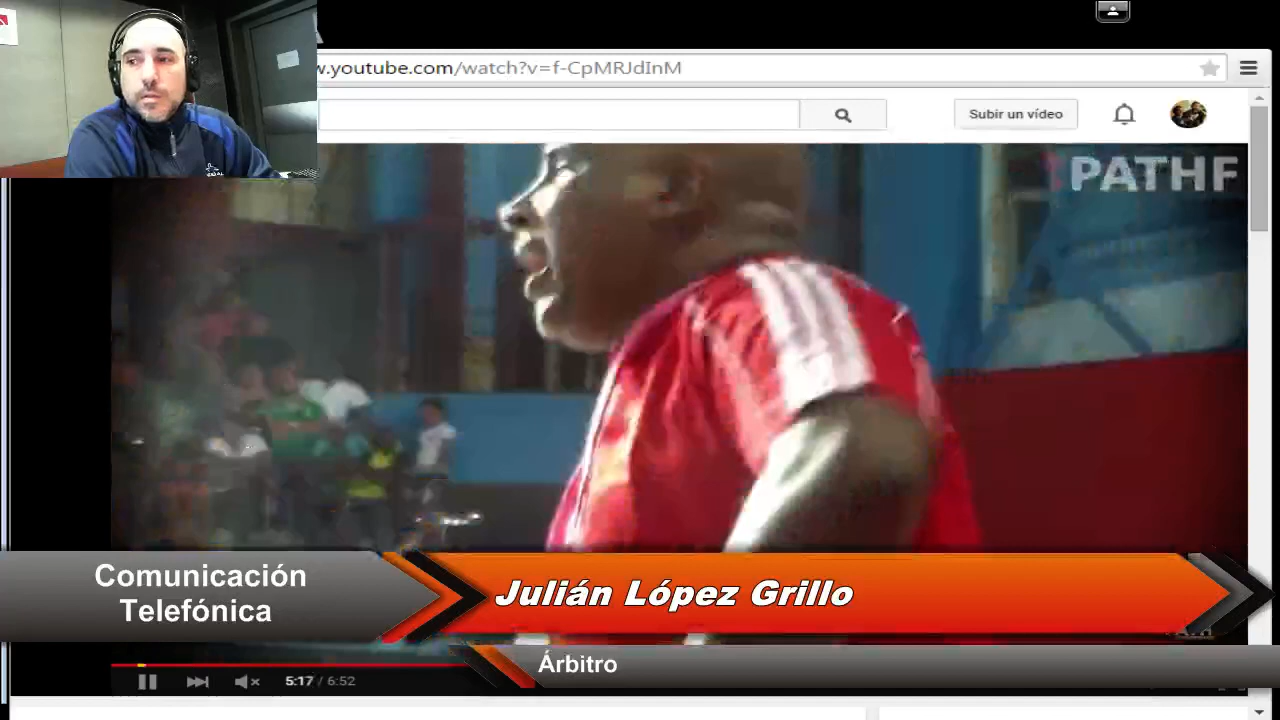 w.youtube.com/watch?v=f-CpMRJdInM
Subir un vídeo
PATHF
Comunicación
Telefónica
Julián López Grillo
Árbitro
5:17 / 6:52